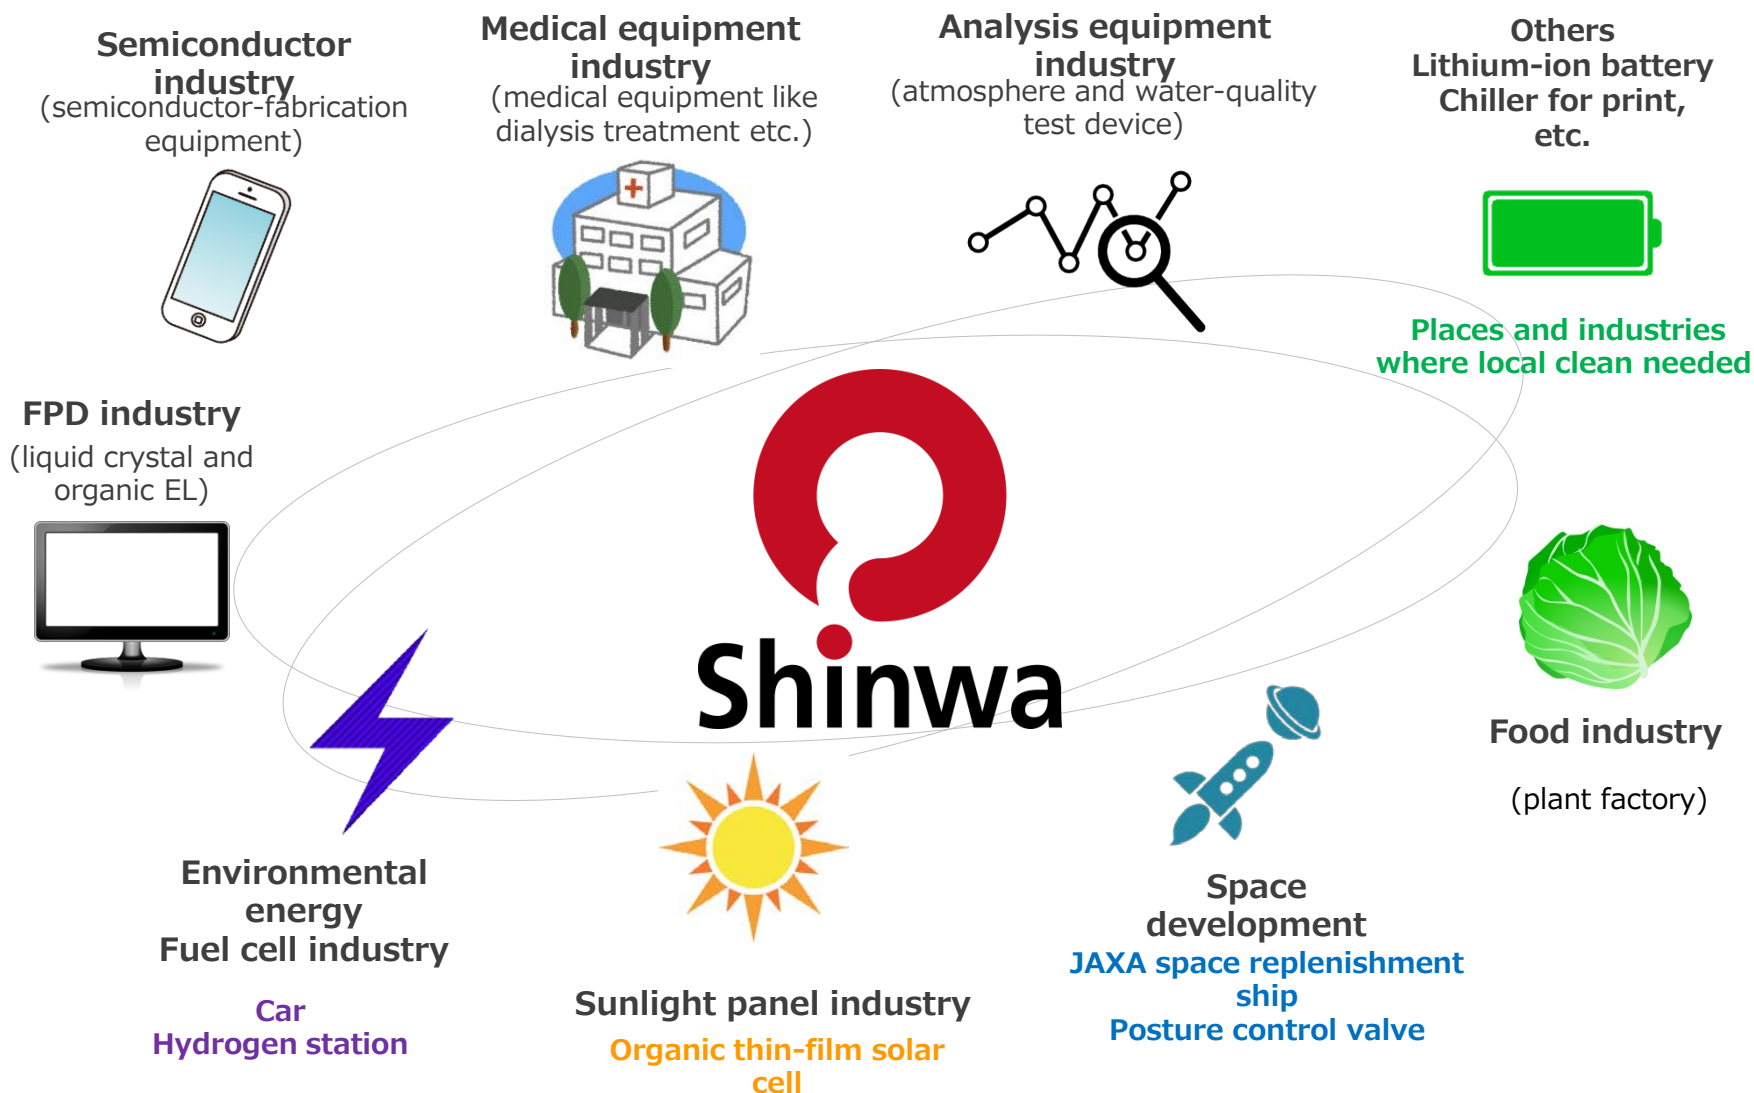 Semiconductor
industry
(semiconductor-fabrication
equipment)
Medical equipment
industry
(medical equipment like
dialysis treatment etc.)
Analysis equipment
industry
(atmosphere and water-quality
test device)
Others
Lithium-ion battery
Chiller for print,
etc.
Places and industries
where local clean needed
FPD industry
(liquid crystal and
organic EL)
Shinwa
Food industry
(plant factory)
Environmental
energy
Fuel cell industry
Car
Hydrogen station
Sunlight panel industry
Organic thin-film solar
cell
Space
development
JAXA space replenishment
ship
Posture control valve